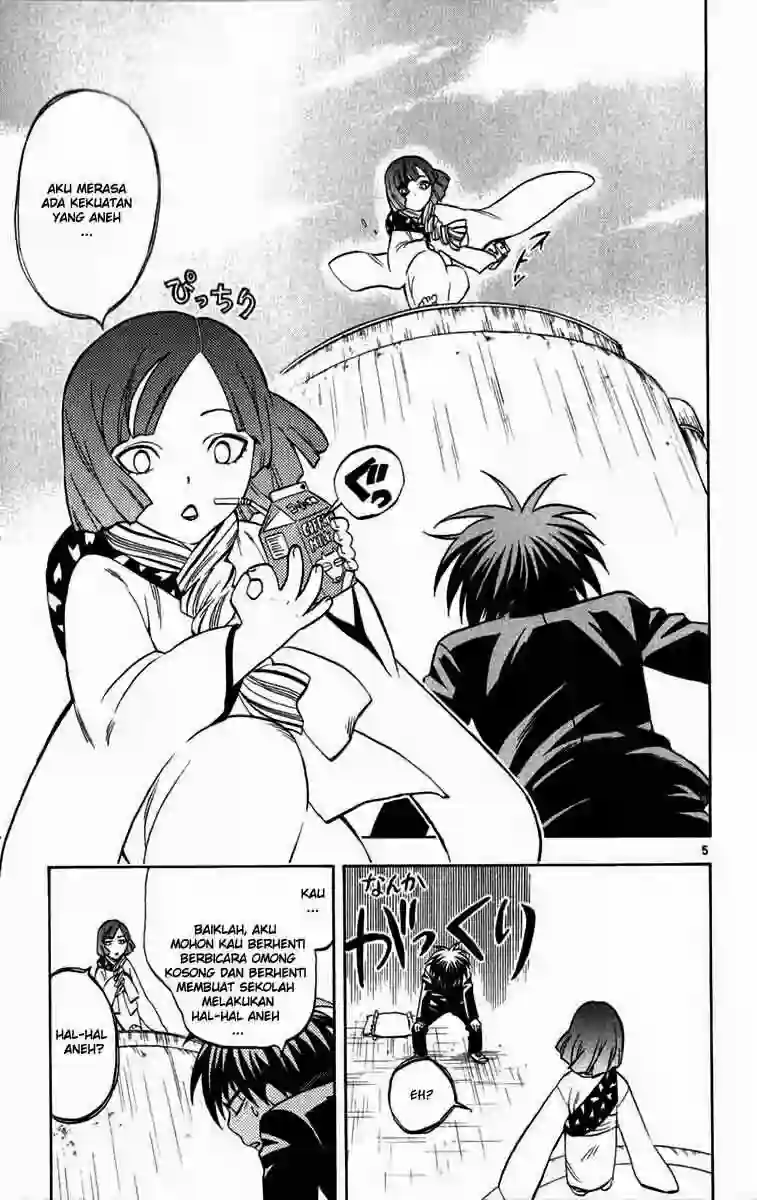 AKU MERASA
ADA KEKUATAN
YANG ANEH
...
ぴっちり
ぐっ
5
なんか
がっくり
EH?
KAU
...
BAIKLAH, AKU
MOHON KAU BERHENTI
BERBICARA OMONG
KOSONG DAN BERHENTI
MEMBUAT SEKOLAH
MELAKUKAN
HAL-HAL ANEH
...
HAL-HAL
ANEH?